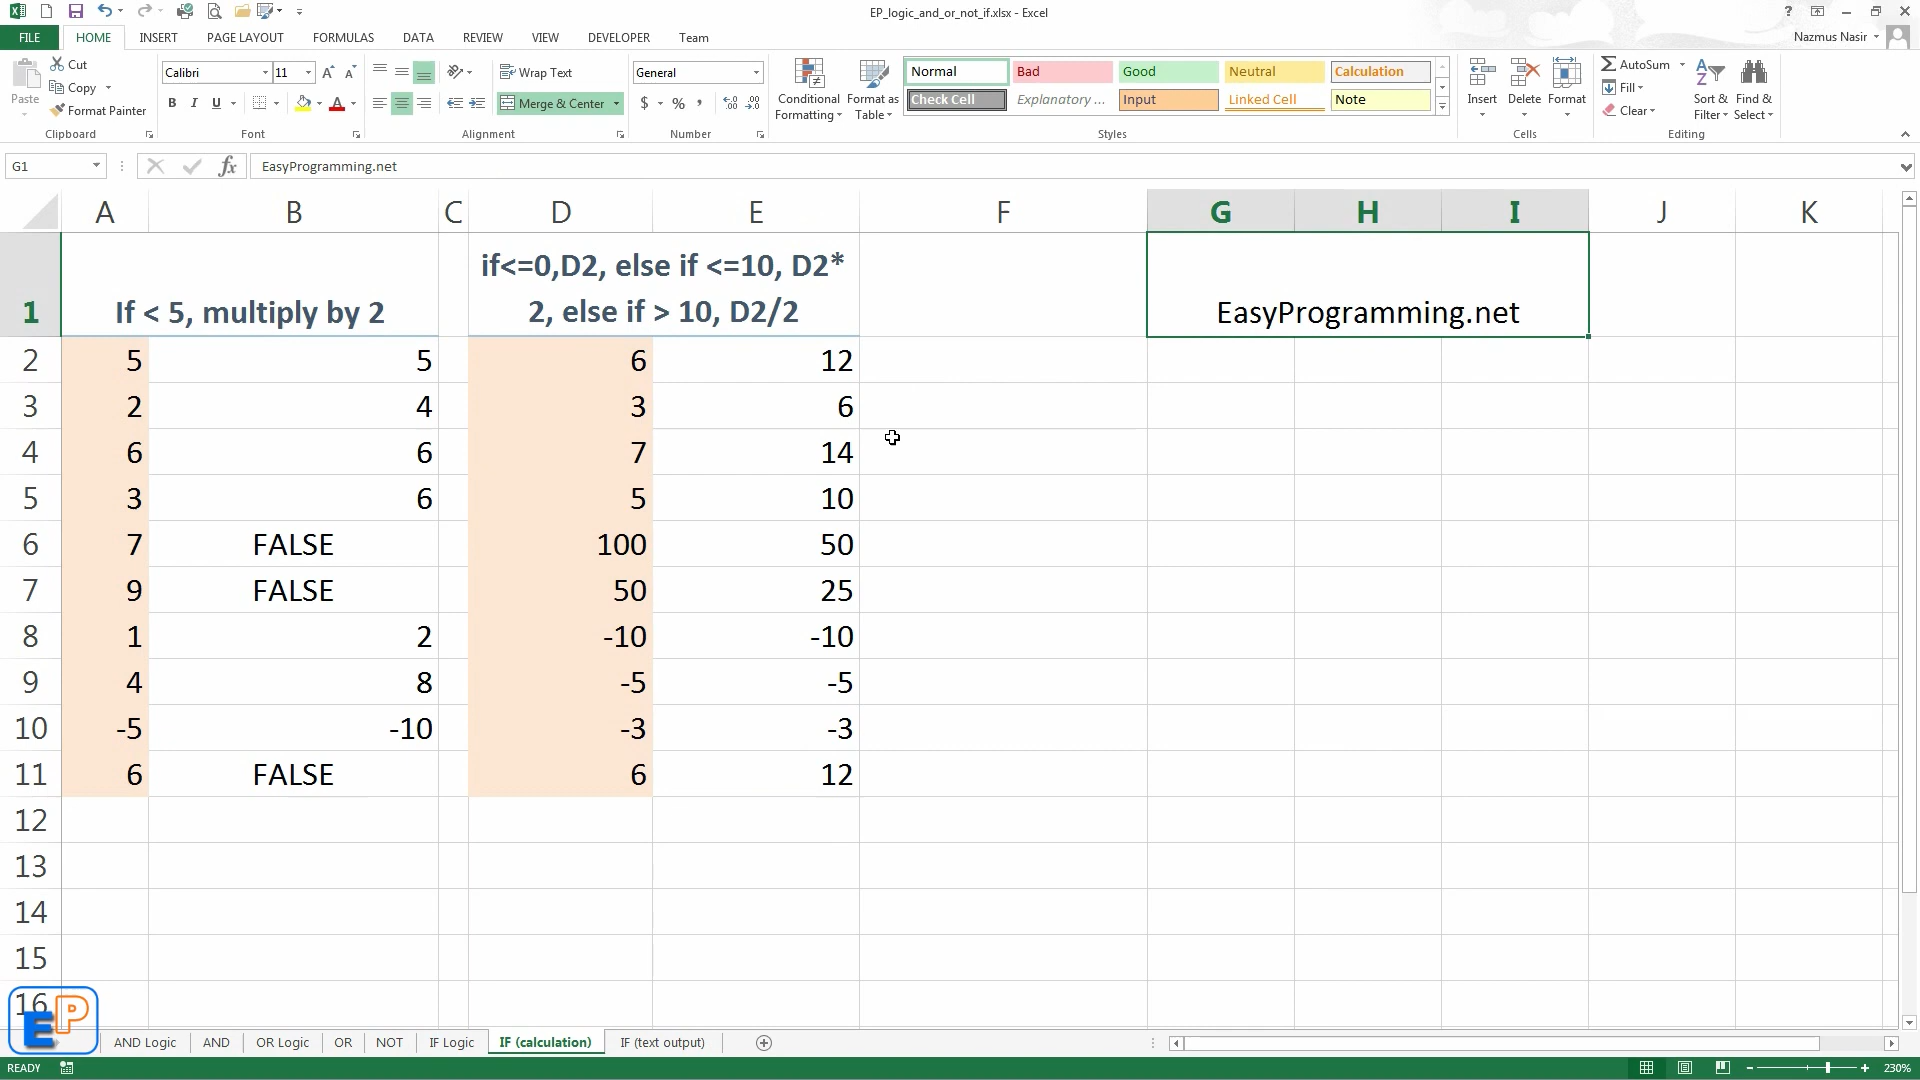 EP_logic_and_or_not_if.xlsx - Excel
FILE HOME INSERT PAGE LAYOUT FORMULAS DATA REVIEW VIEW DEVELOPER Team Nazmus Nasir
Paste
Cut
Copy
Format Painter
Clipboard
Calibri 11
B I U
Font
Wrap Text
Merge & Center
Alignment
General
$ % ,
Number
Conditional Formatting
Format as Table
Normal Bad Good Neutral Calculation
Check Cell Explanatory ... Input Linked Cell Note
Styles
Insert Delete Format
Cells
AutoSum
Fill
Clear
Sort & Filter
Find & Select
Editing
G1 fx EasyProgramming.net
A B C D E F G H I J K
if<=0,D2, else if <=10, D2*
1 If < 5, multiply by 2 2, else if > 10, D2/2 EasyProgramming.net
2 5 5 6 12
3 2 4 3 6
4 6 6 7 14
5 3 6 5 10
6 7 FALSE 100 50
7 9 FALSE 50 25
8 1 2 -10 -10
9 4 8 -5 -5
10 -5 -10 -3 -3
11 6 FALSE 6 12
12
13
14
15
16
EP
AND Logic AND OR Logic OR NOT IF Logic IF (calculation) IF (text output)
READY 230%